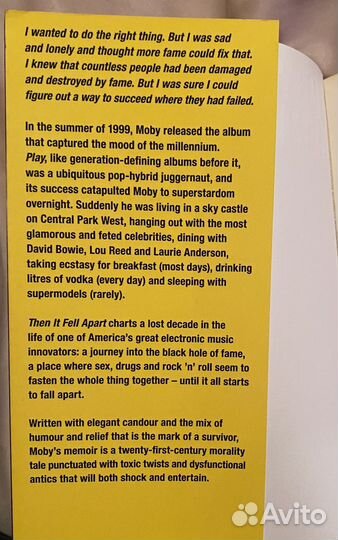 I wanted to do the right thing. But I was sad
and lonely and thought more fame could fix that.
I knew that countless people had been damaged
and destroyed by fame. But I was sure I could
figure out a way to succeed where they had failed.
In the summer of 1999, Moby released the album
that captured the mood of the millennium.
Play, like generation-defining albums before it,
was a ubiquitous pop-hybrid juggernaut, and
its success catapulted Moby to superstardom
overnight. Suddenly he was living in a sky castle
on Central Park West, hanging out with the most
glamorous and feted celebrities, dining with
David Bowie, Lou Reed and Laurie Anderson,
taking ecstasy for breakfast (most days), drinking
litres of vodka (every day) and sleeping with
supermodels (rarely).
Then It Fell Apart charts a lost decade in the
life of one of America's great electronic music
innovators: a journey into the black hole of fame,
a place where sex, drugs and rock 'n' roll seem to
fasten the whole thing together – until it all starts
to fall apart.
Written with elegant candour and the mix of
humour and relief that is the mark of a survivor,
Moby's memoir is a twenty-first-century morality
tale punctuated with toxic twists and dysfunctional
antics that will both shock and entertain.
Avito